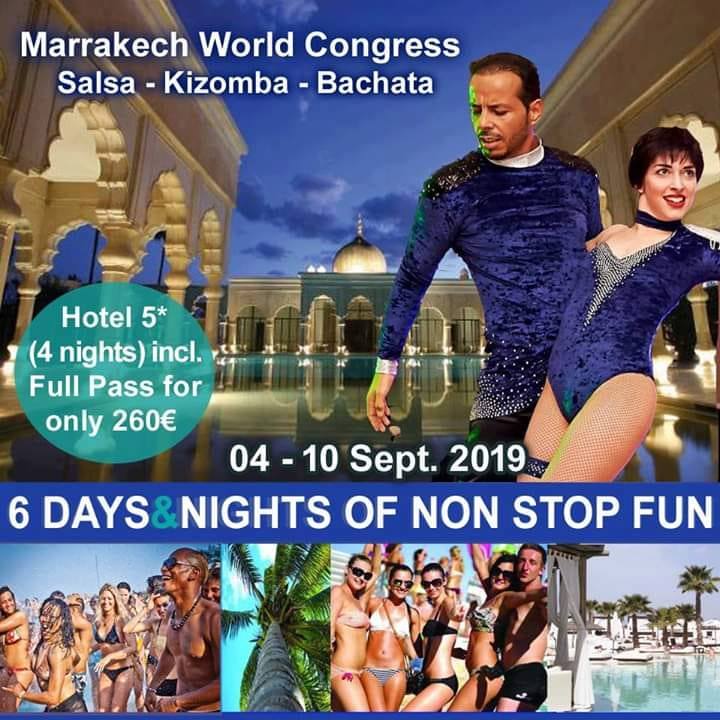 Marrakech World Congress
Salsa - Kizomba - Bachata
Hotel 5*
(4 nights) incl.
Full Pass for
only 260€
04 - 10 Sept. 2019
6 DAYS&NIGHTS OF NON STOP FUN